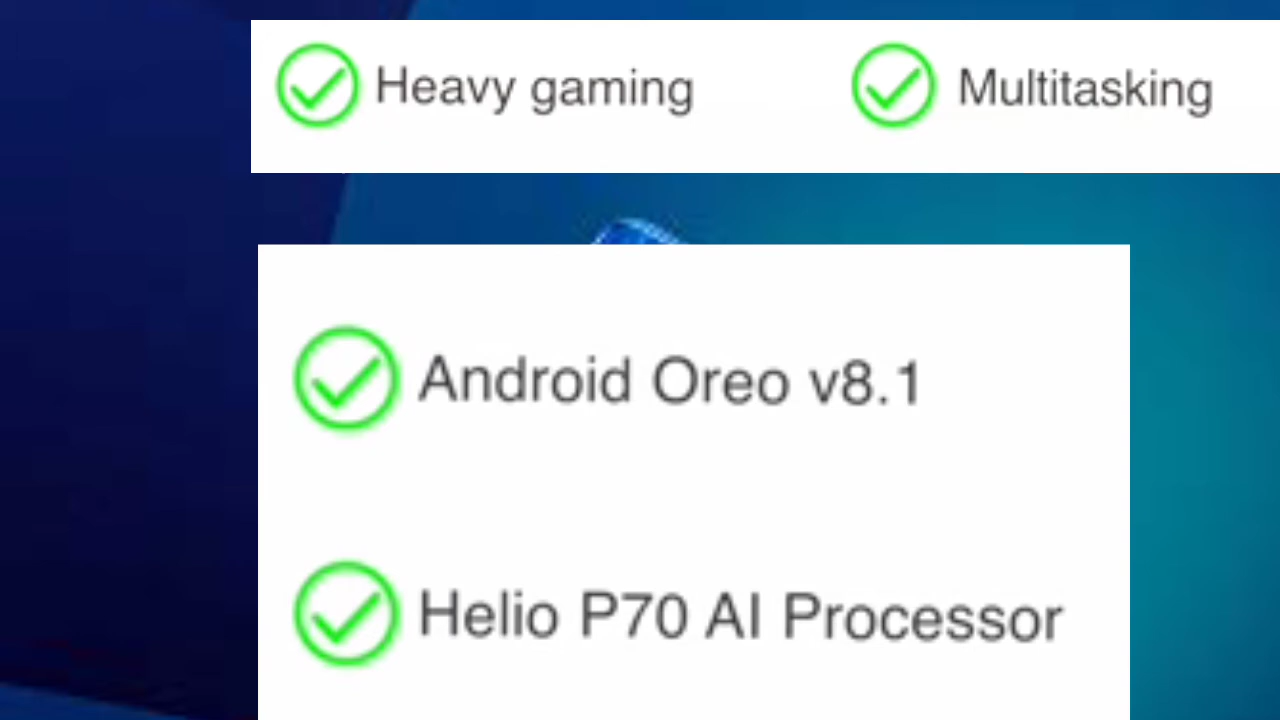 Heavy gaming
Multitasking
Android Oreo v8.1
Helio P70 AI Processor